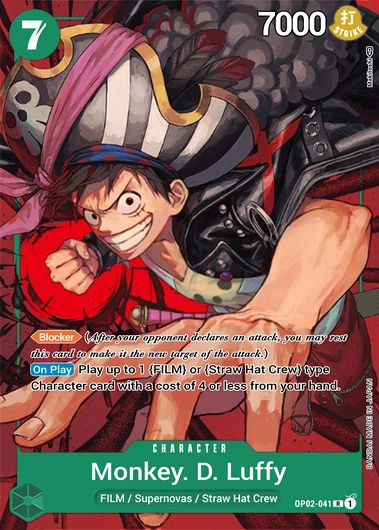 7
7000
打
STRIKE
Makitoshi
Blocker (After your opponent declares an attack, you may rest
this card to make it the new target of the attack.)
On Play Play up to 1 {FILM} or {Straw Hat Crew} type
Character card with a cost of 4 or less from your hand.
BANDAI MADE IN JAPAN
CHARACTER
Monkey. D. Luffy
FILM / Supernovas / Straw Hat Crew
OP02-041 R 1